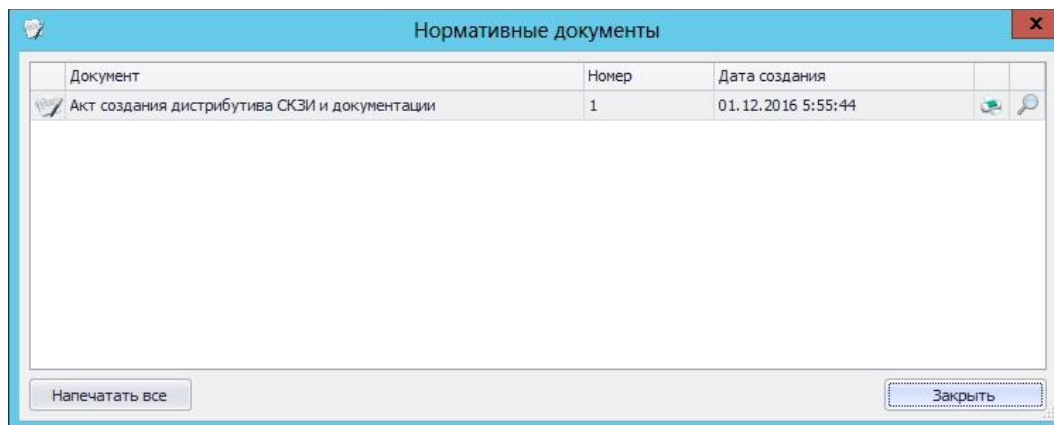 Нормативные документы
x
Документ Номер Дата создания
Акт создания дистрибутива СКЗИ и документации 1 01.12.2016 5:55:44
Напечатать все Закрыть